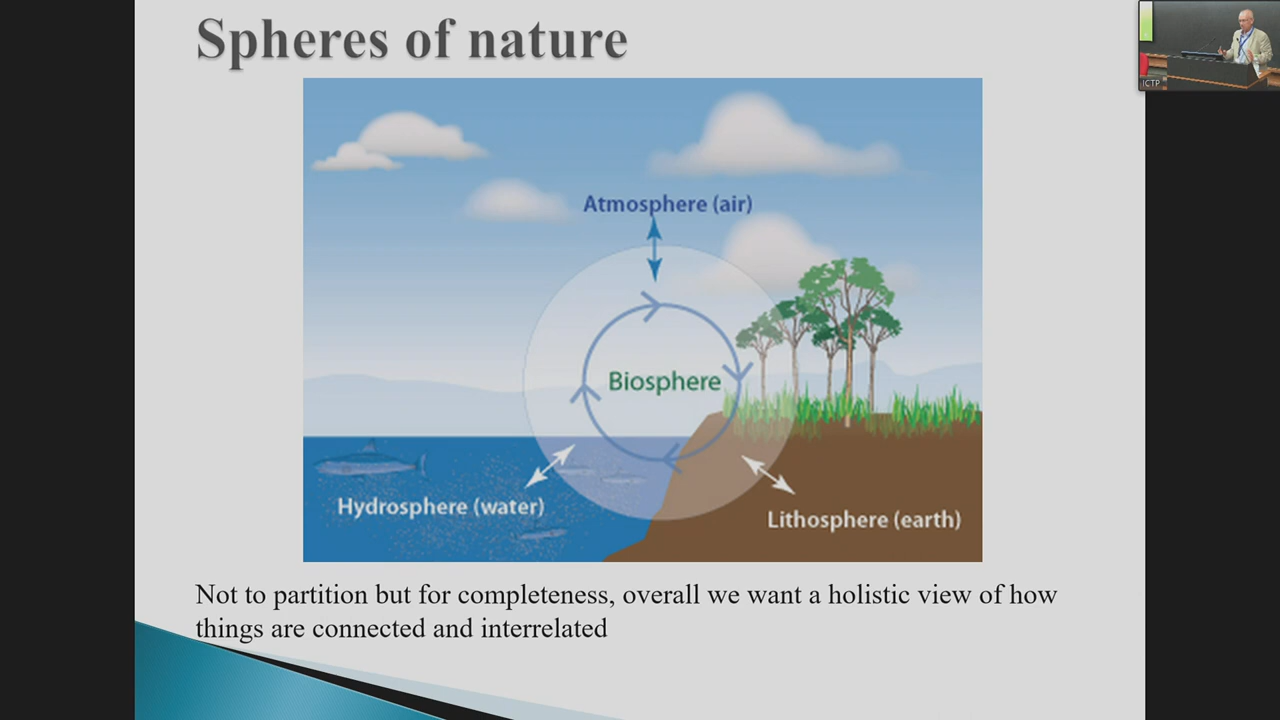 Spheres of nature
Atmosphere (air)
Biosphere
Hydrosphere (water)
Lithosphere (earth)
Not to partition but for completeness, overall we want a holistic view of how
things are connected and interrelated
ICTP